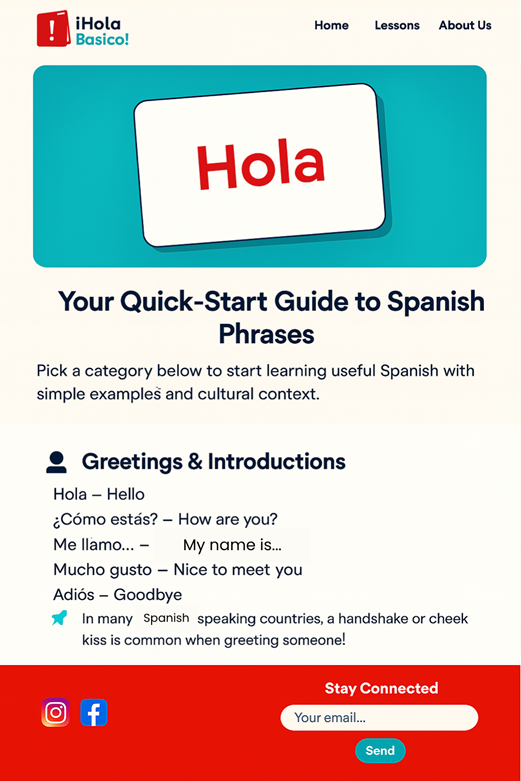 ¡Hola
Basico!
Home Lessons About Us
Hola
Your Quick-Start Guide to Spanish
Phrases
Pick a category below to start learning useful Spanish with
simple examples and cultural context.
Greetings & Introductions
Hola – Hello
¿Cómo estás? – How are you?
Me llamo... – My name is...
Mucho gusto – Nice to meet you
Adiós – Goodbye
In many Spanish speaking countries, a handshake or cheek
kiss is common when greeting someone!
Stay Connected
Your email...
Send